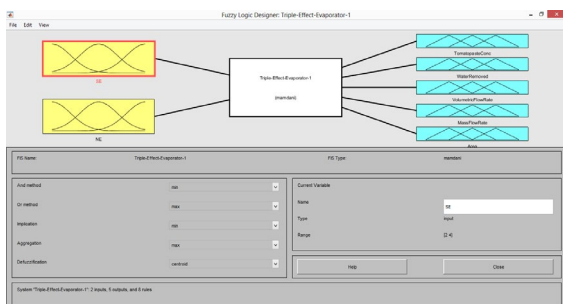 Fuzzy Logic Designer: Triple-Effect-Evaporator-1
File Edit View
TomatopasteConc
SE
Triple-Effect-Evaporator-1
WaterRemoved
(mamdani)
VolumetricFlowRate
MassFlowRate
NE
Area
FIS Name: Triple-Effect-Evaporator-1 FIS Type: mamdani
And method min
Or method max
Implication min
Aggregation max
Defuzzification centroid
Current Variable
Name SE
Type input
Range [2 4]
Help Close
System "Triple-Effect-Evaporator-1": 2 inputs, 5 outputs, and 6 rules